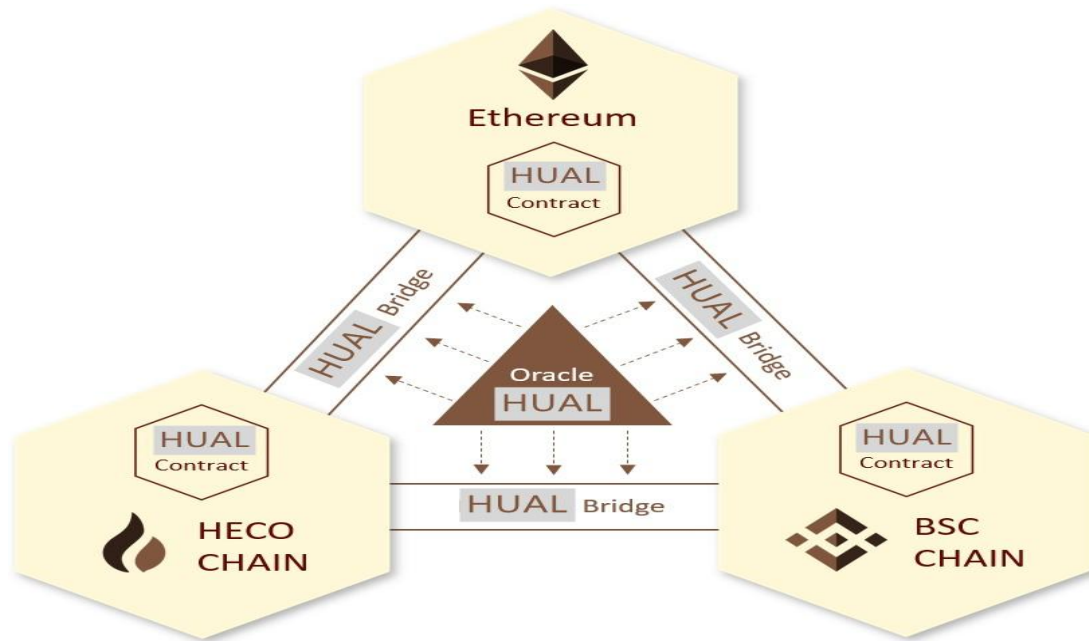 Ethereum
HUAL
Contract
HUAL Bridge
HUAL Bridge
Oracle
HUAL
HUAL
Contract
HECO
CHAIN
HUAL Bridge
HUAL
Contract
BSC
CHAIN